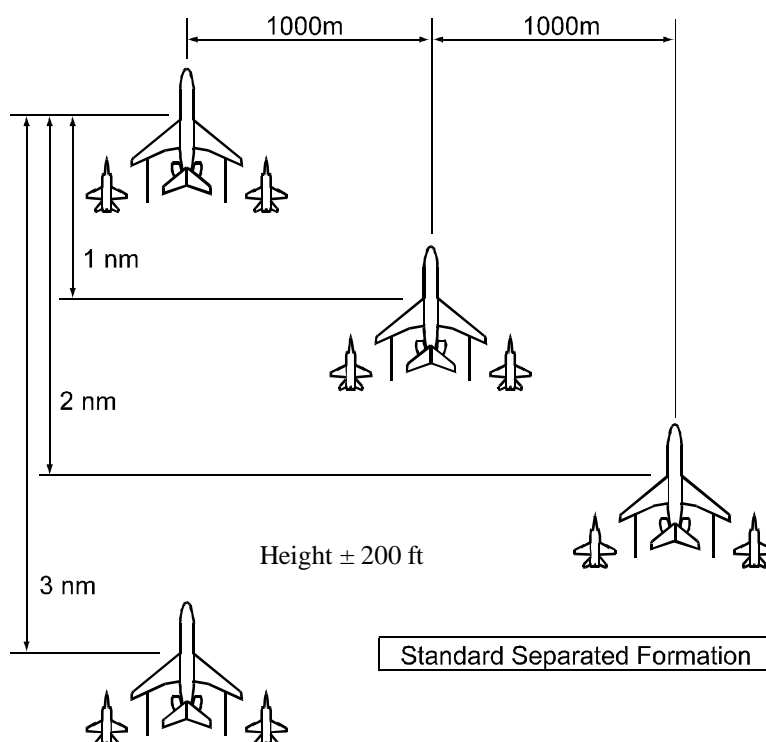 1000m 1000m
1 nm
2 nm
Height ± 200 ft
3 nm
Standard Separated Formation